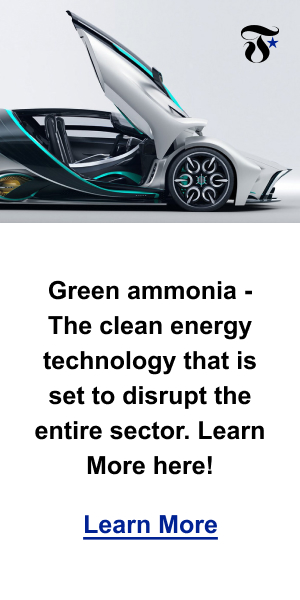 Green ammonia -
The clean energy
technology that is
set to disrupt the
entire sector. Learn
More here!
Learn More